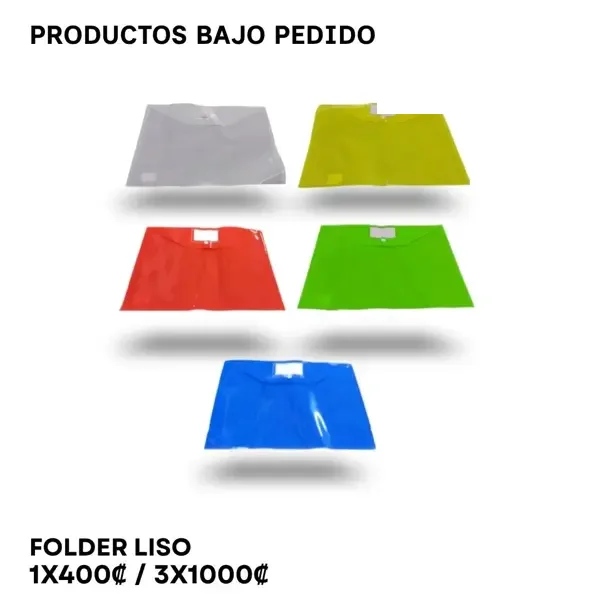 PRODUCTOS BAJO PEDIDO
FOLDER LISO
1X400₡ / 3X1000₡